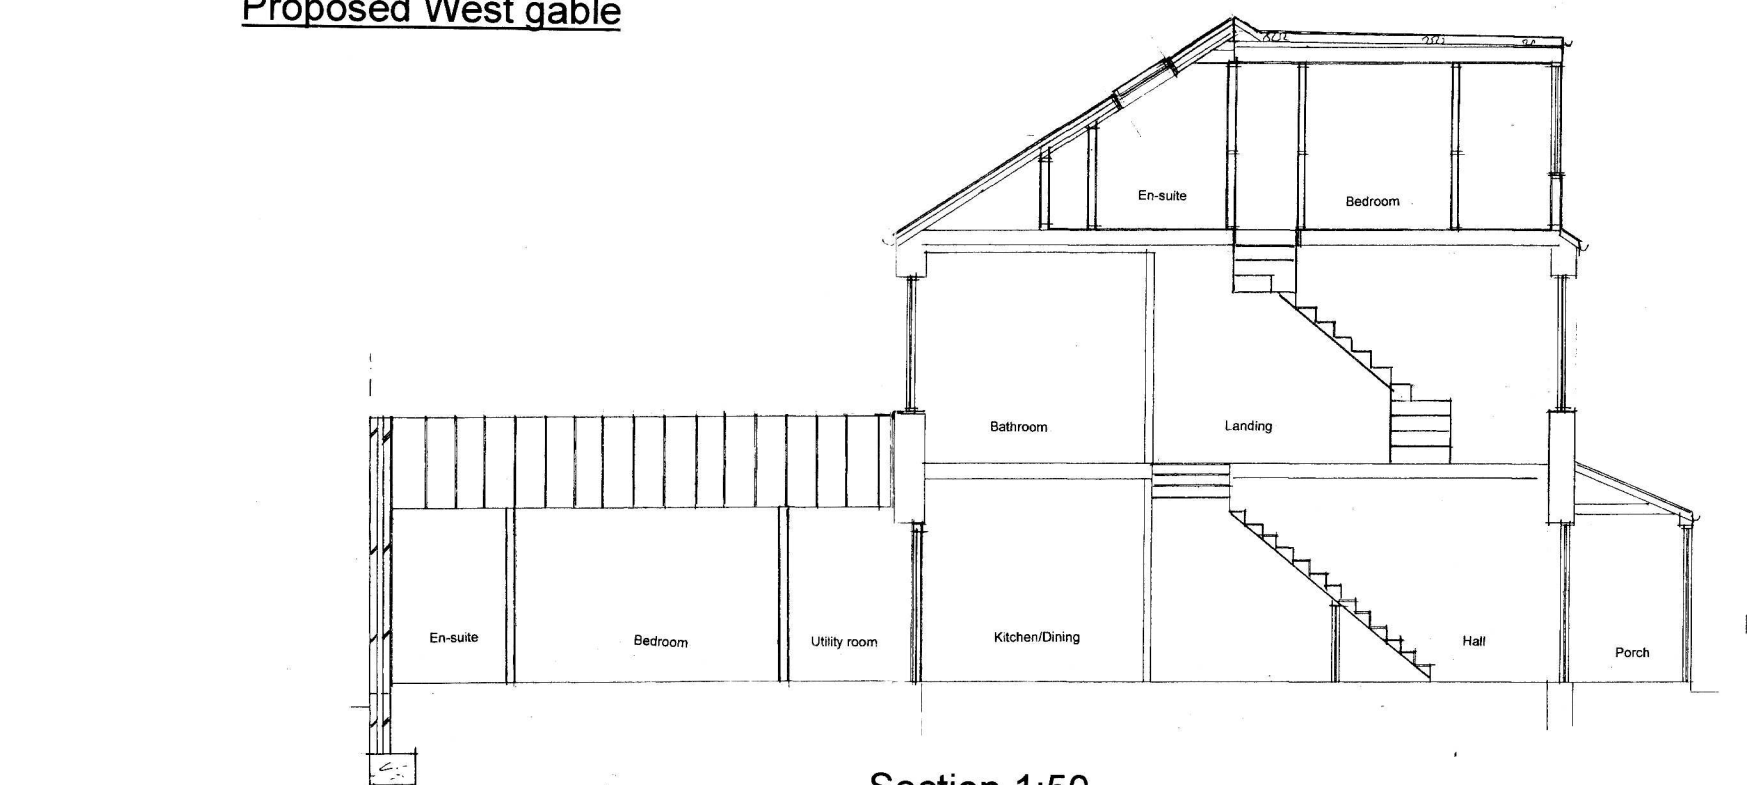 Proposed West gable
En-suite
Bedroom
Bathroom
Landing
En-suite
Bedroom
Utility room
Kitchen/Dining
Hall
Porch
Section 1:50